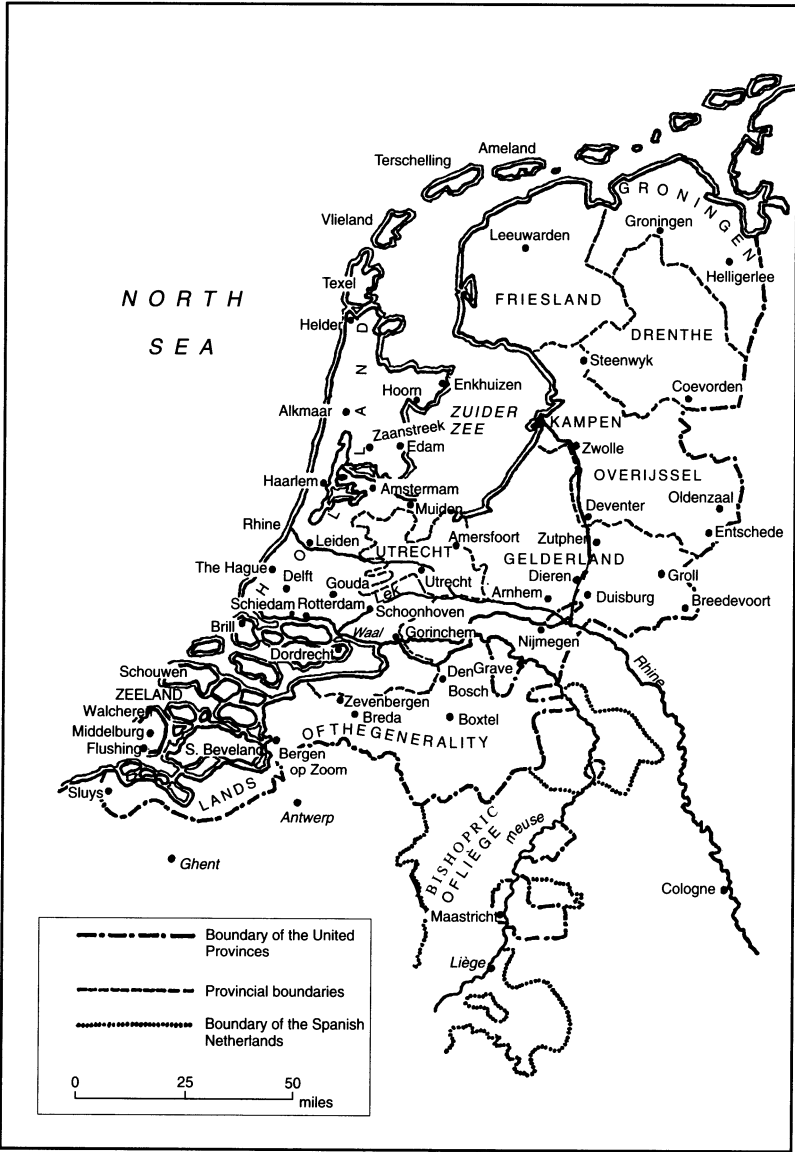 Ameland
Terschelling
GRONINGEN
Vlieland
Groningen
Leeuwarden
Helligerlee
Texel
NORTH
SEA
FRIESLAND
Helder
DRENTHE
Steenwyk
HOLLAND
Enkhuizen
Hoorn
Coevorden
Alkmaar
ZUIDER
ZEE
KAMPEN
Zaanstreek
Edam
Zwolle
OVERIJSSEL
Haarlem
Amstermam
Oldenzaal
Muiden
Deventer
Rhine
Entschede
Leiden
UTRECHT
Amersfoort
Zutphen
GELDERLAND
The Hague
Delft
Utrecht
Dieren
Groll
Gouda
Lek
Arnhem
Duisburg
Breedevoort
Schiedam
Rotterdam
Schoonhoven
Brill
Waal
Gorinchem
Nijmegen
Dordrecht
Schouwen
Den
Bosch
Grave
Rhine
ZEELAND
Zevenbergen
Walcheren
Breda
Boxtel
Middelburg
OFTHEGENERALITY
Flushing
S. Beveland
Bergen
op Zoom
Sluys
LANDS
Antwerp
BISHOPRIC
OFLIÈGE
meuse
Ghent
Cologne
Maastricht
Liège
Boundary of the United
Provinces
Provincial boundaries
Boundary of the Spanish
Netherlands
0 25 50
miles